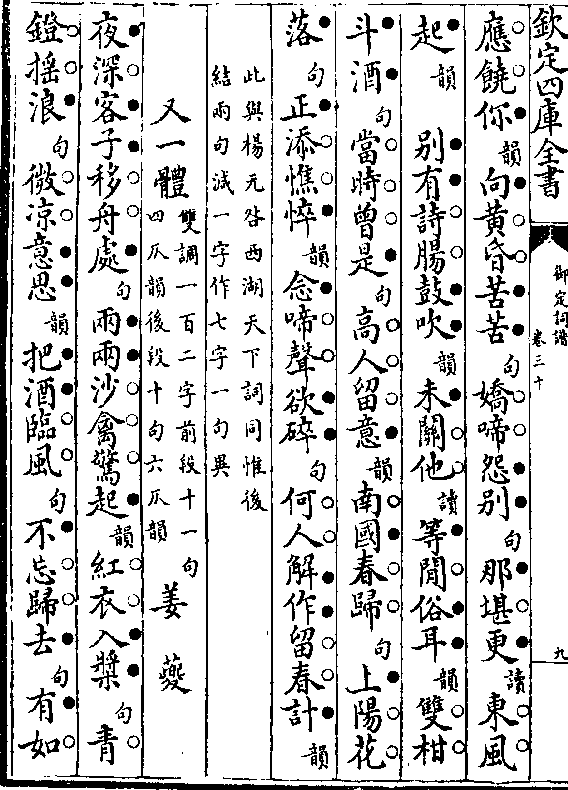 欽定四庫全書
御定詞譜
卷三十
九
應饒你韻向黃昏苦苦句嬌啼怨別句那堪更讀東風
起韻別有詩腸鼓吹韻未關他讀等閒俗耳韻雙柑
斗酒句當時曾是句高人留意韻南國春歸句上陽花
落句正添憔悴韻念啼聲欲碎句何人解作留春計韻
此與楊元咎西湖天下詞同惟後
結兩句減一字作七字一句異
又一體
雙調一百二字前段十一句
四仄韻後段十句六仄韻
姜夔
夜深客子移舟處句兩兩沙禽驚起韻紅衣入槳句青
鐙搖浪句微涼意思韻把酒臨風句不忘歸去句有如